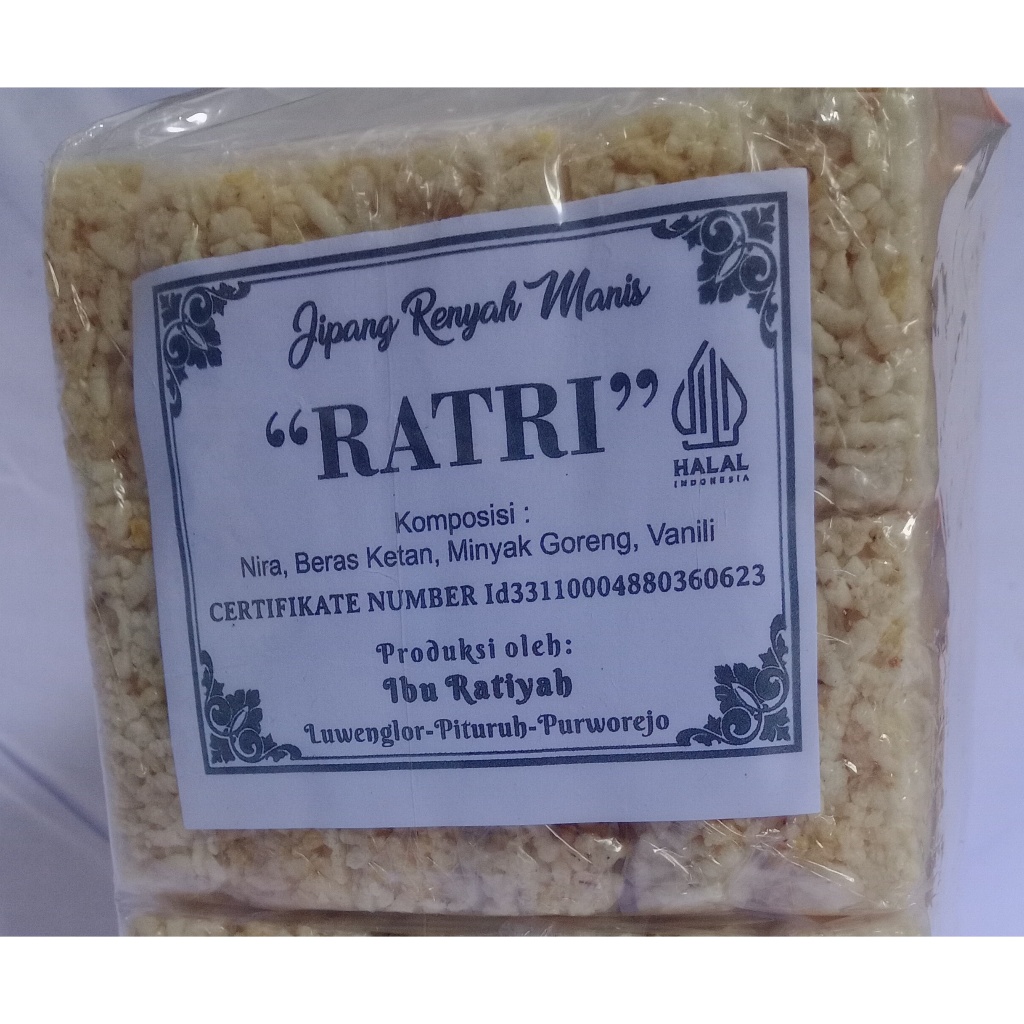 Jipang Renyah Manis
“RATRI”
HALAL
INDONESIA
Komposisi :
Nira, Beras Ketan, Minyak Goreng, Vanili
CERTIFIKATE NUMBER Id33110004880360623
Produksi oleh:
Ibu Ratiyah
Luwenglor-Pituruh-Purworejo